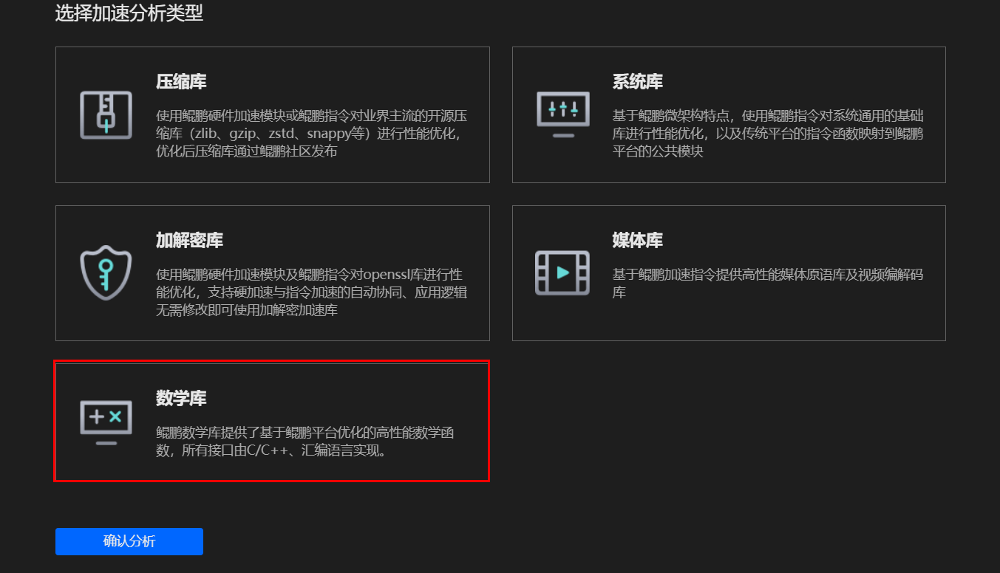 选择加速分析类型
压缩库
使用鲲鹏硬件加速模块或鲲鹏指令对业界主流的开源压
缩库（zlib、gzip、zstd、snappy等）进行性能优化，
优化后压缩库通过鲲鹏社区发布
系统库
基于鲲鹏微架构特点，使用鲲鹏指令对系统通用的基础
库进行性能优化，以及传统平台的指令函数映射到鲲鹏
平台的公共模块
加解密库
使用鲲鹏硬件加速模块及鲲鹏指令对openssl库进行性
能优化，支持硬加速与指令加速的自动协同、应用逻辑
无需修改即可使用加解密加速库
媒体库
基于鲲鹏加速指令提供高性能媒体原语库及视频编解码
库
数学库
鲲鹏数学库提供了基于鲲鹏平台优化的高性能数学函
数，所有接口由C/C++、汇编语言实现。
确认分析